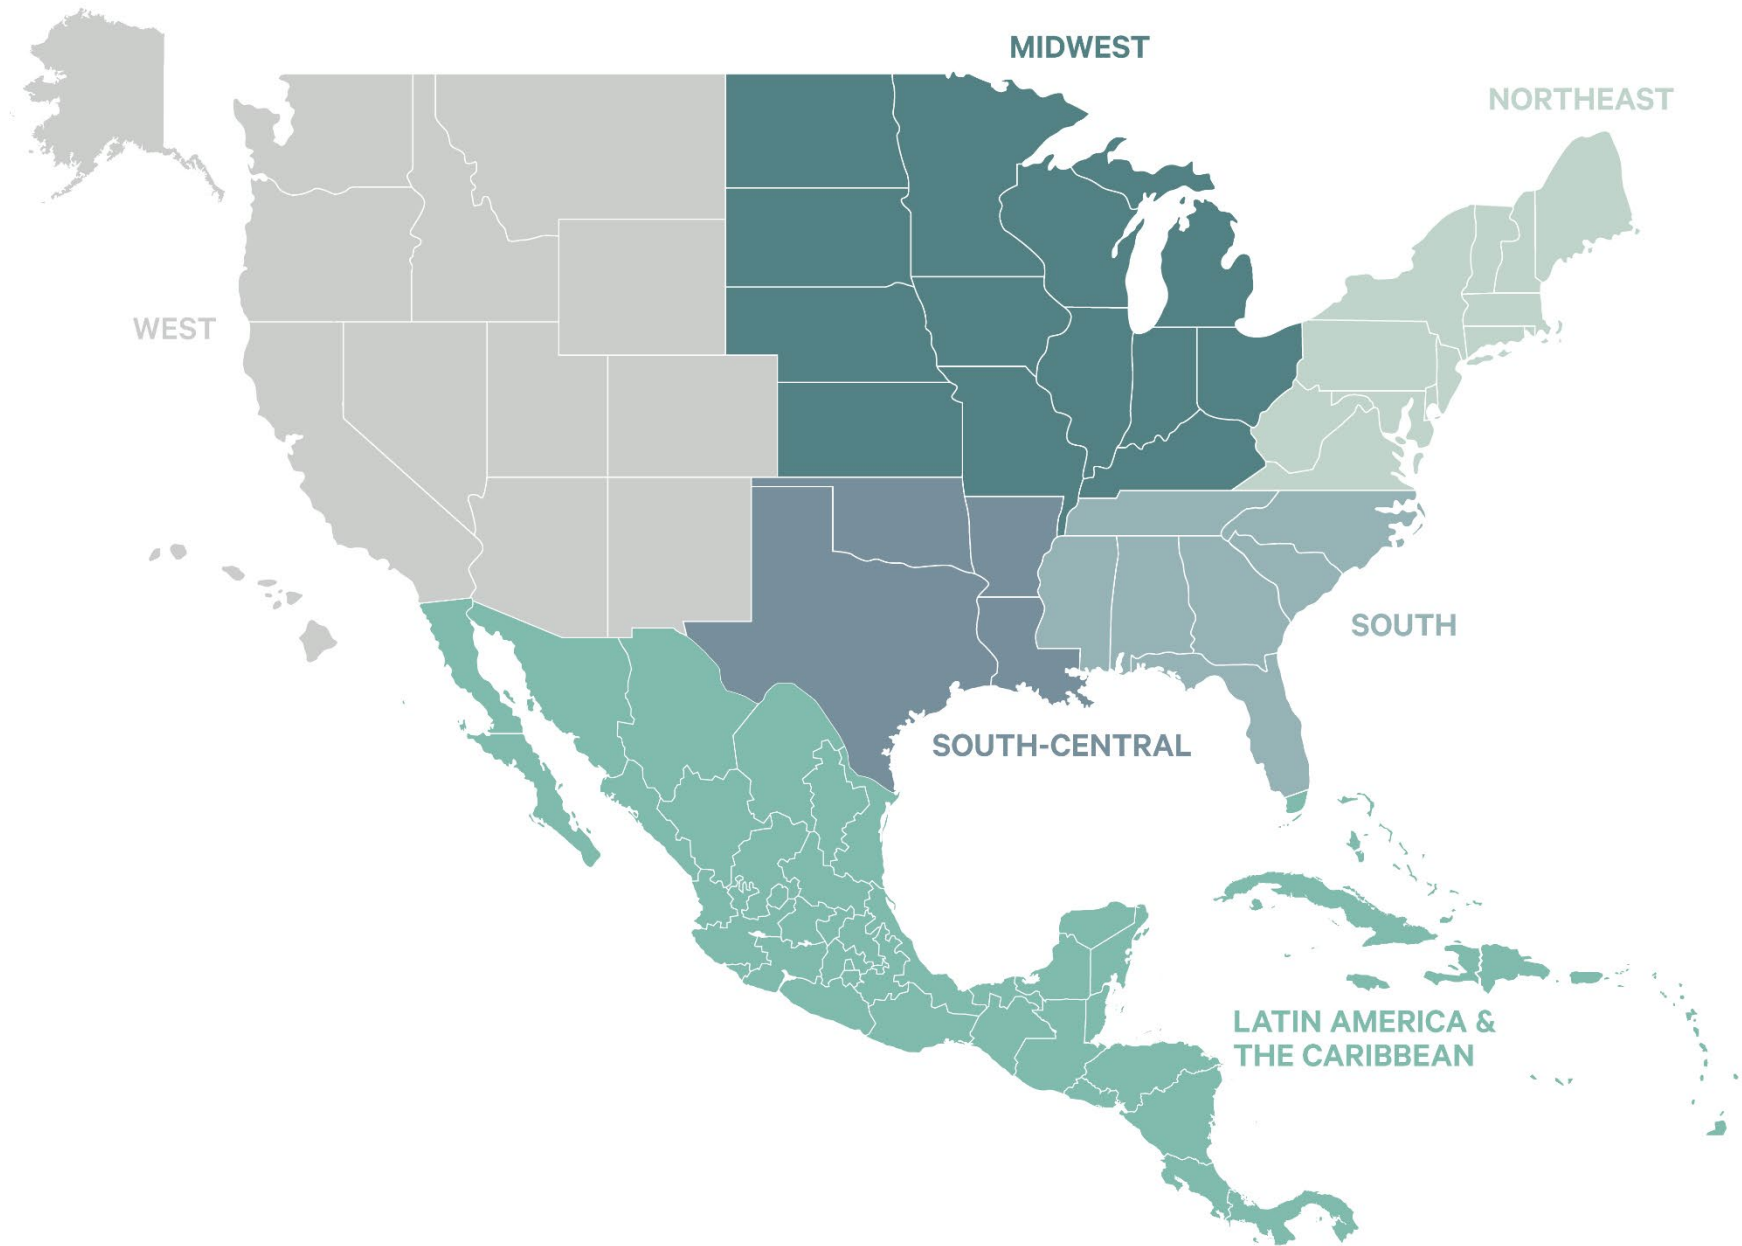 MIDWEST
NORTHEAST
WEST
SOUTH
SOUTH-CENTRAL
LATIN AMERICA &
THE CARIBBEAN